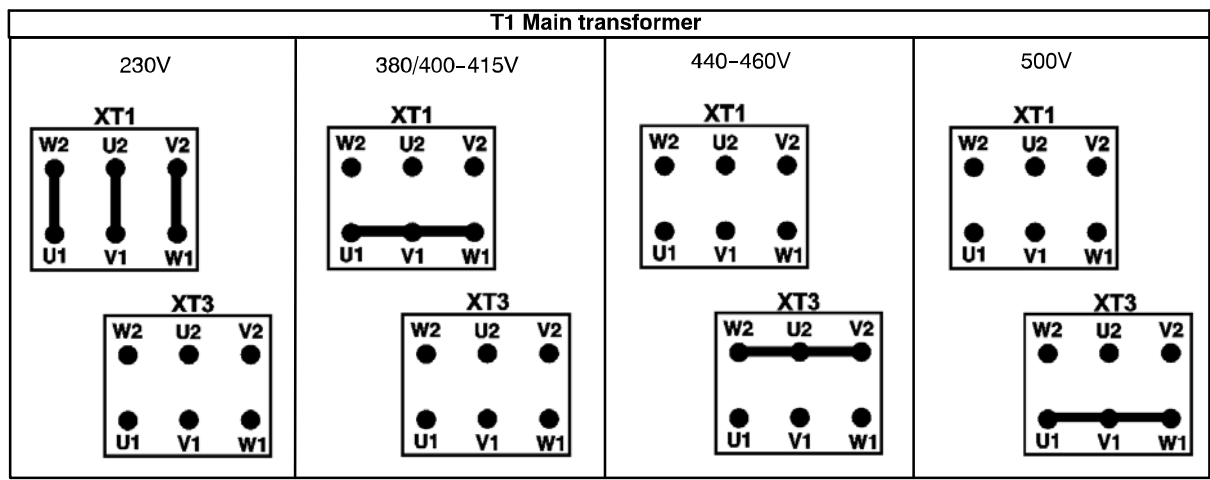 T1 Main transformer
230V
XT1
W2 U2 V2
U1 V1 W1
XT3
W2 U2 V2
U1 V1 W1
380/400-415V
XT1
W2 U2 V2
U1 V1 W1
XT3
W2 U2 V2
U1 V1 W1
440-460V
XT1
W2 U2 V2
U1 V1 W1
XT3
W2 U2 V2
U1 V1 W1
500V
XT1
W2 U2 V2
U1 V1 W1
XT3
W2 U2 V2
U1 V1 W1